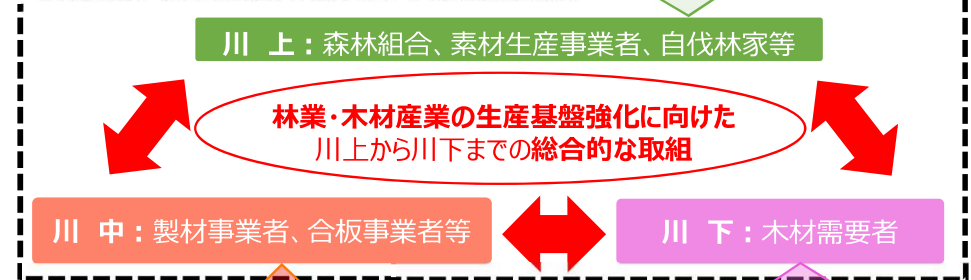 川 上：森林組合、素材生産事業者、自伐林家等
林業・木材産業の生産基盤強化に向けた
川上から川下までの総合的な取組
川 中：製材事業者、合板事業者等
川 下：木材需要者